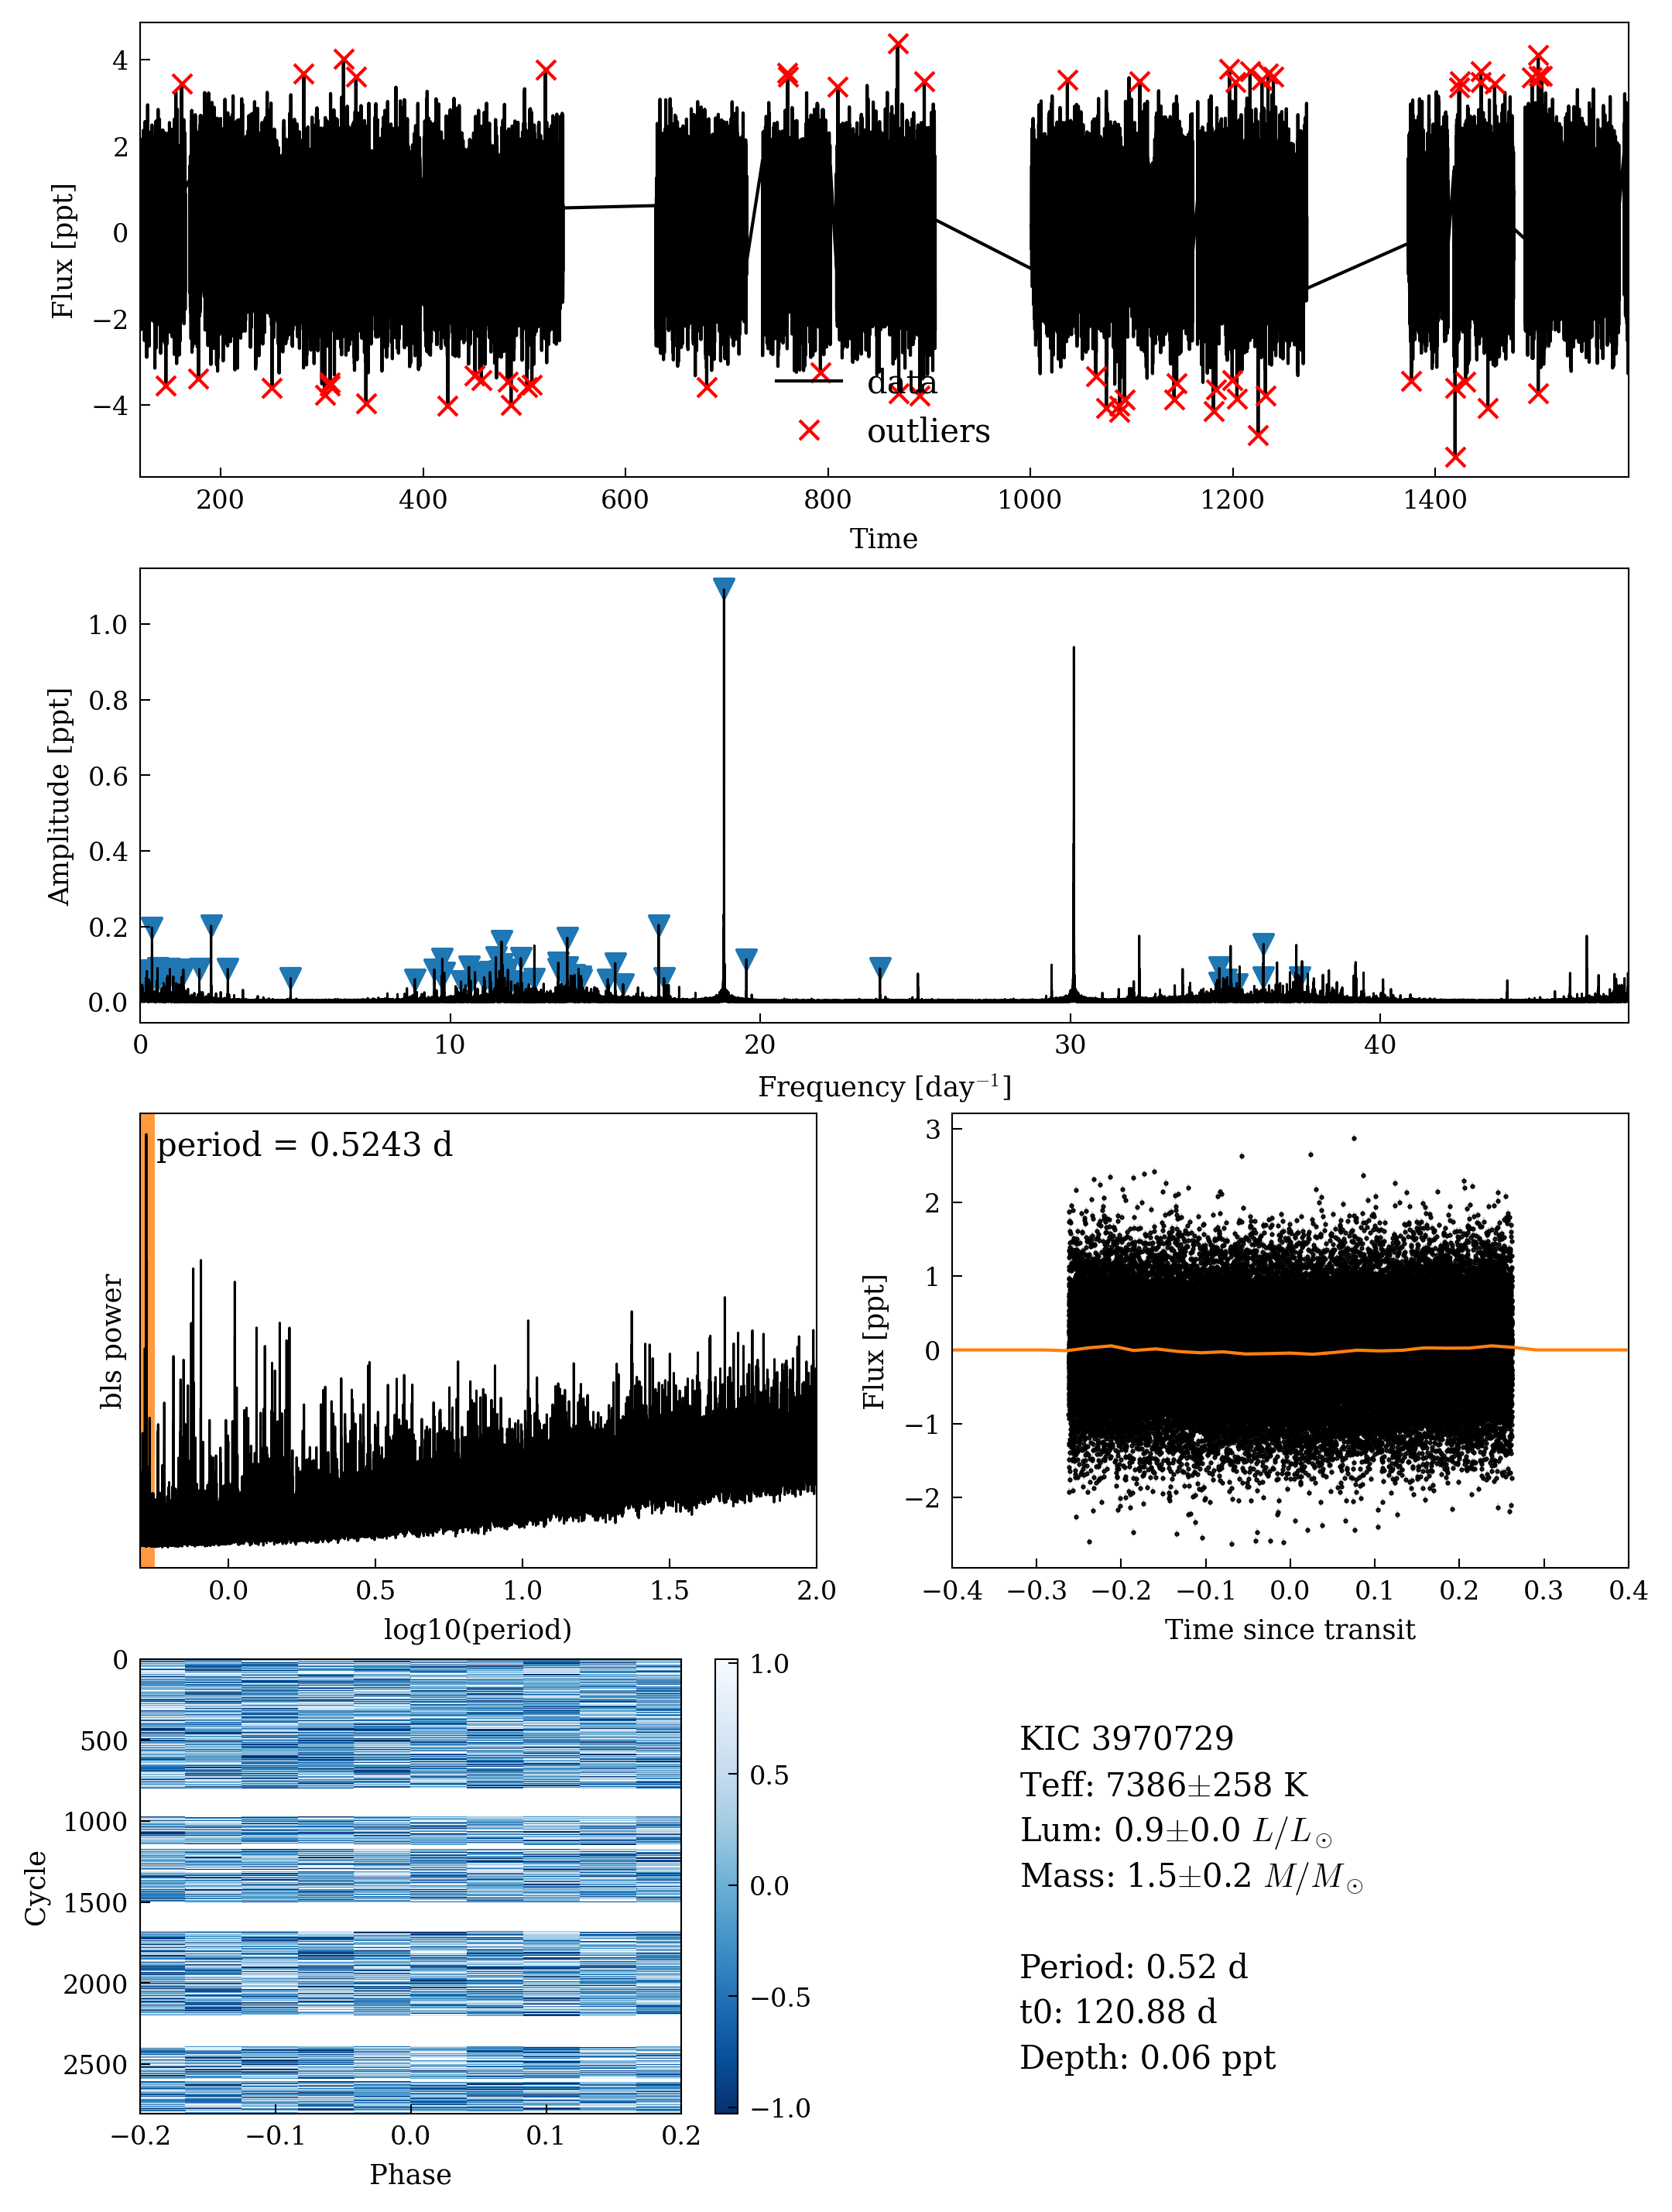 4
2
0
−2
−4
Flux [ppt]
data
outliers
200 400 600 800 1000 1200 1400
Time
1.0
0.8
0.6
0.4
0.2
0.0
Amplitude [ppt]
0 10 20 30 40
Frequency [day⁻¹]
period = 0.5243 d
bls power
0.0 0.5 1.0 1.5 2.0
log10(period)
3
2
1
0
−1
−2
Flux [ppt]
−0.4 −0.3 −0.2 −0.1 0.0 0.1 0.2 0.3 0.4
Time since transit
0
500
1000
1500
2000
2500
Cycle
−0.2 −0.1 0.0 0.1 0.2
Phase
1.0
0.5
0.0
−0.5
−1.0
KIC 3970729
Teff: 7386±258 K
Lum: 0.9±0.0 L/L⊙
Mass: 1.5±0.2 M/M⊙
Period: 0.52 d
t0: 120.88 d
Depth: 0.06 ppt